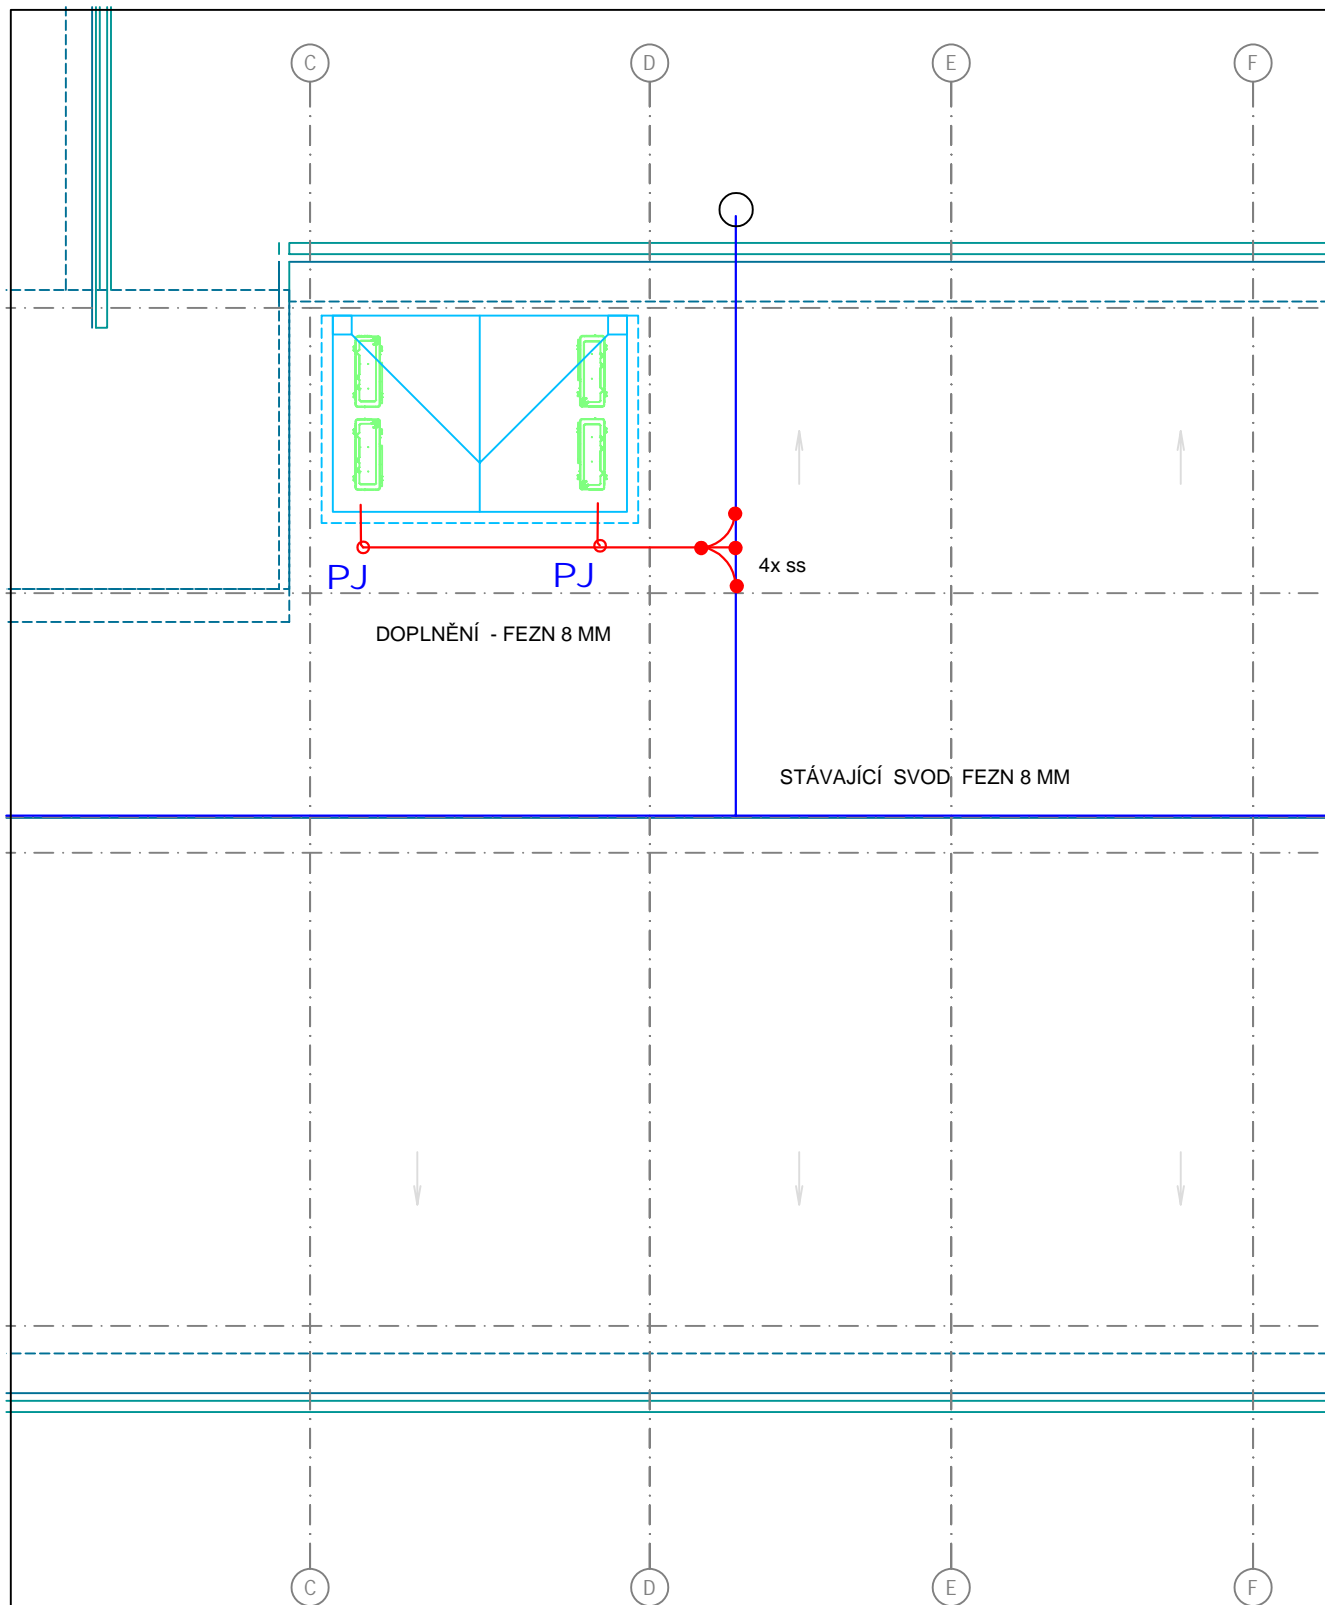 C D E F
4x ss
PJ PJ
DOPLNĚNÍ - FEZN 8 MM
STÁVAJÍCÍ SVOD FEZN 8 MM
C D E F